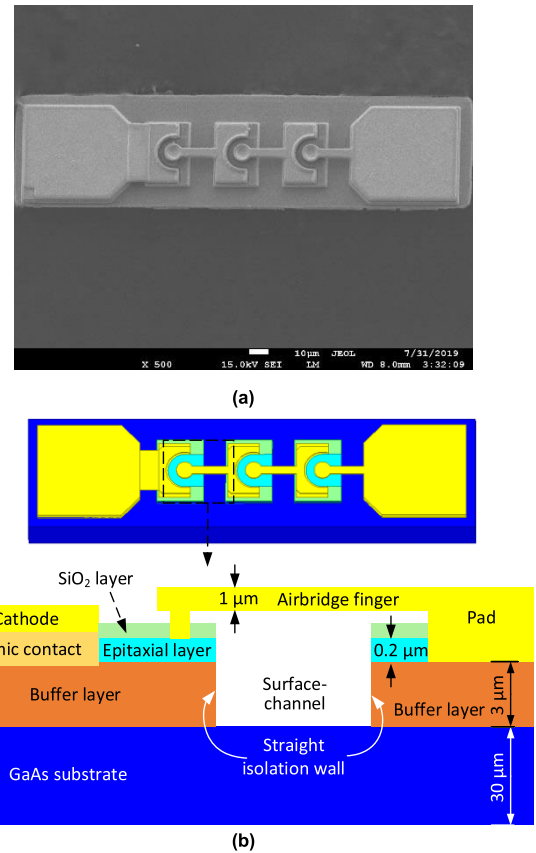 10µm JEOL 7/31/2019
X 500 15.0kV SEI LM WD 8.0mm 3:32:09
(a)
SiO2 layer
1 µm
Airbridge finger
Cathode
Pad
nic contact
Epitaxial layer
0.2 µm
Buffer layer
Surface-
channel
Buffer layer
3 µm
Straight
isolation wall
GaAs substrate
30 µm
(b)